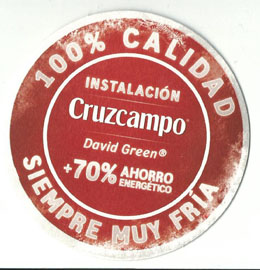 100% CALIDAD
INSTALACIÓN
Cruzcampo®
David Green®
+70% AHORRO
ENERGÉTICO
SIEMPRE MUY FRÍA